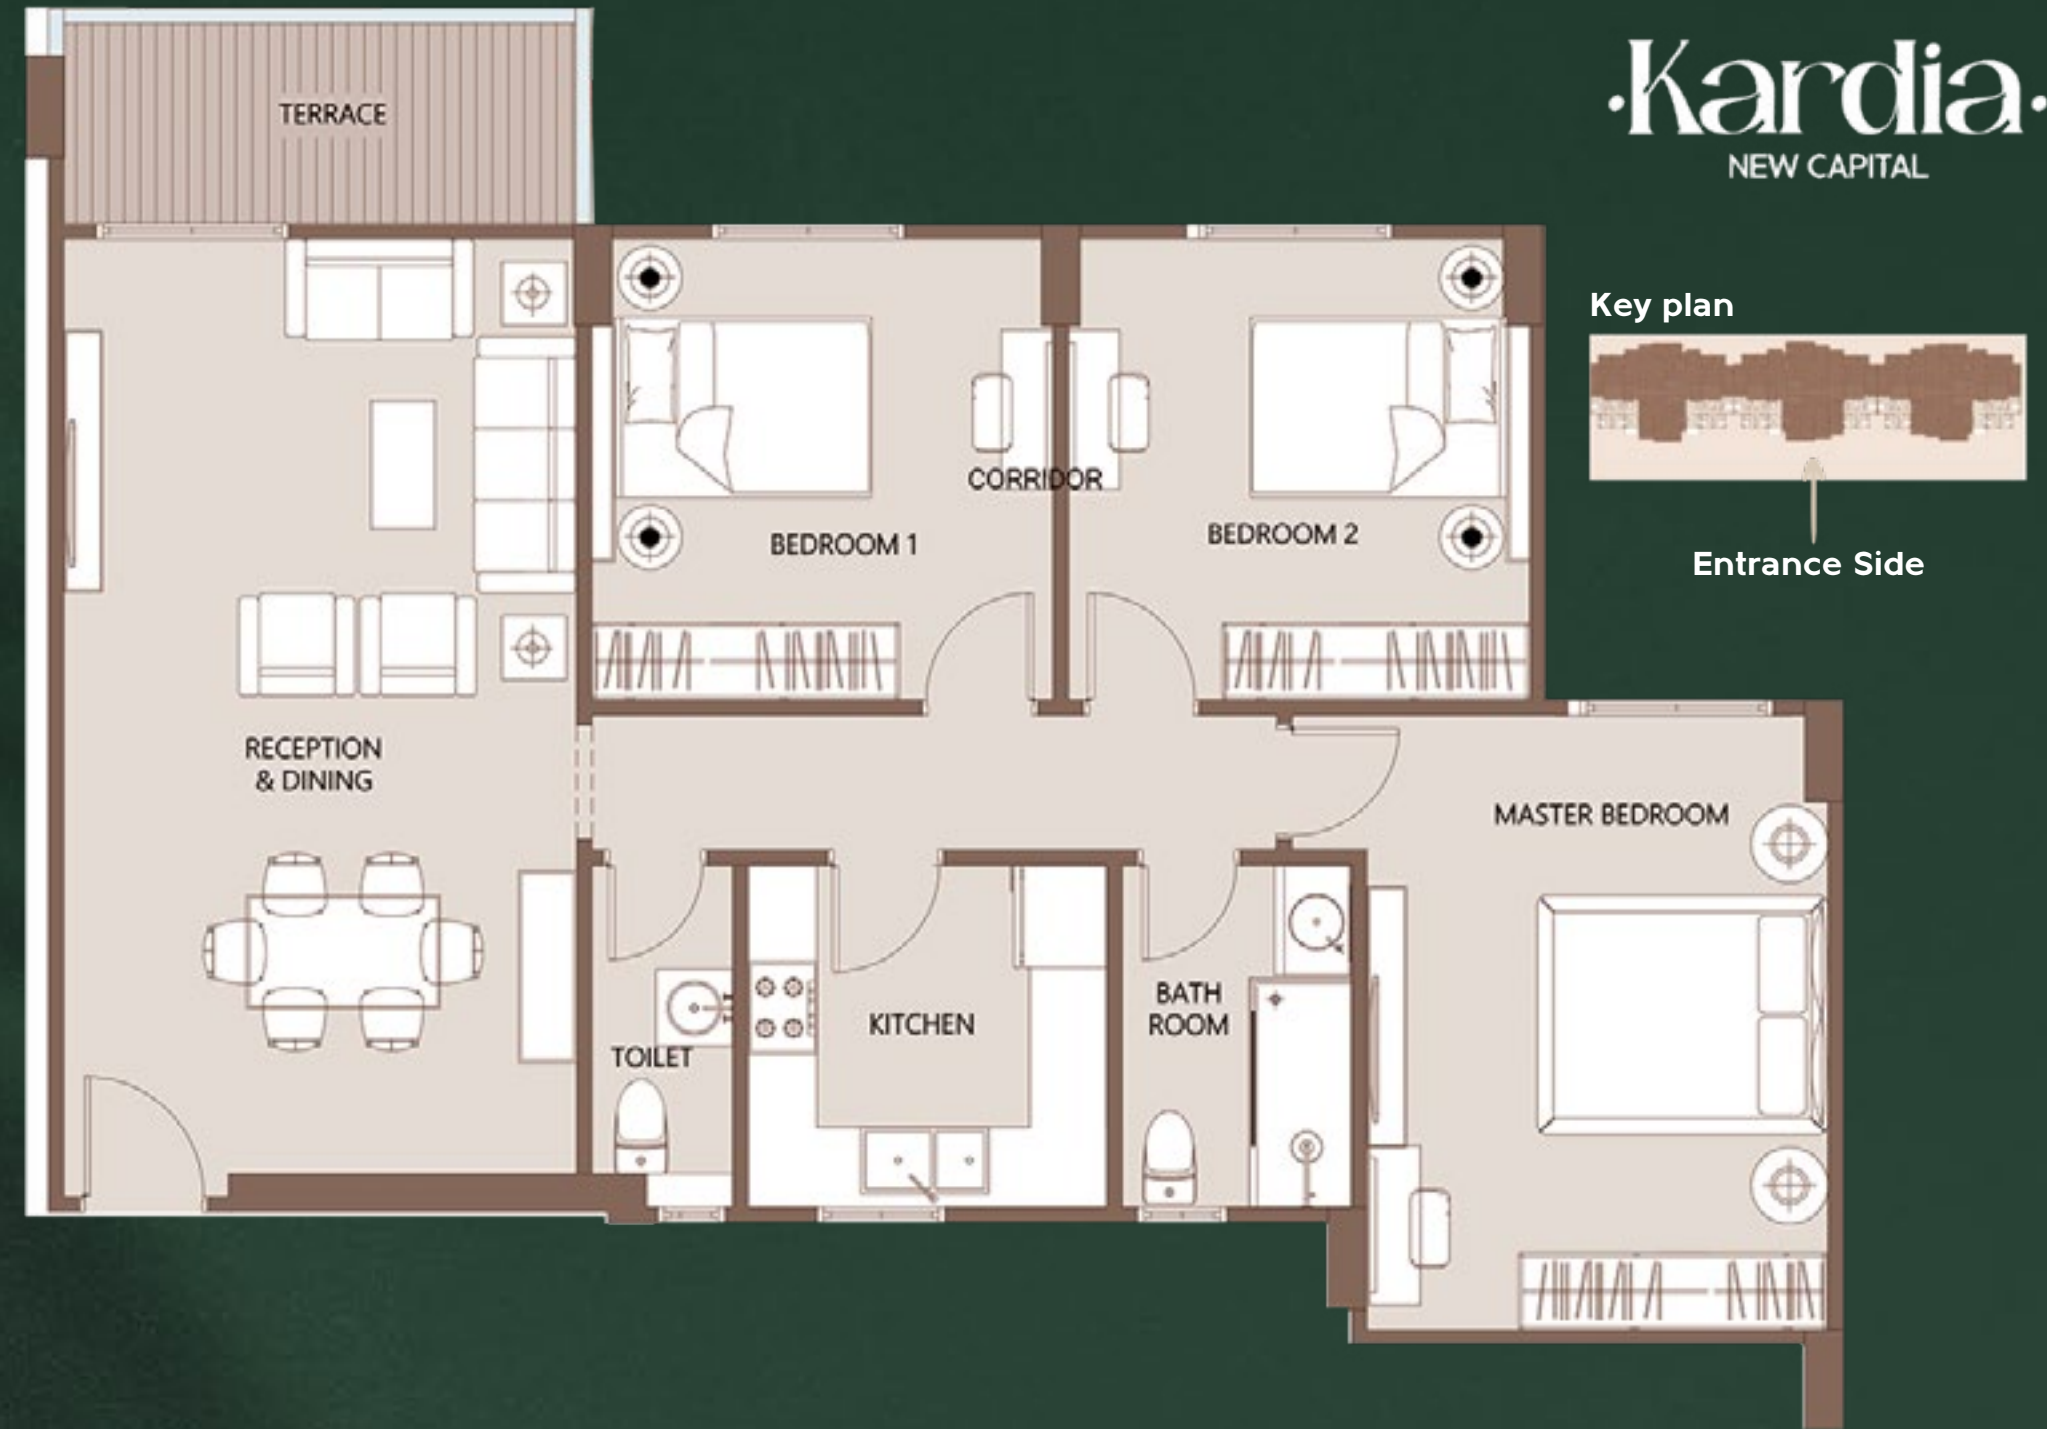 TERRACE
·Kardia·
NEW CAPITAL
Key plan
CORRIDOR
BEDROOM 1
BEDROOM 2
Entrance Side
RECEPTION
& DINING
MASTER BEDROOM
BATH
ROOM
KITCHEN
TOILET